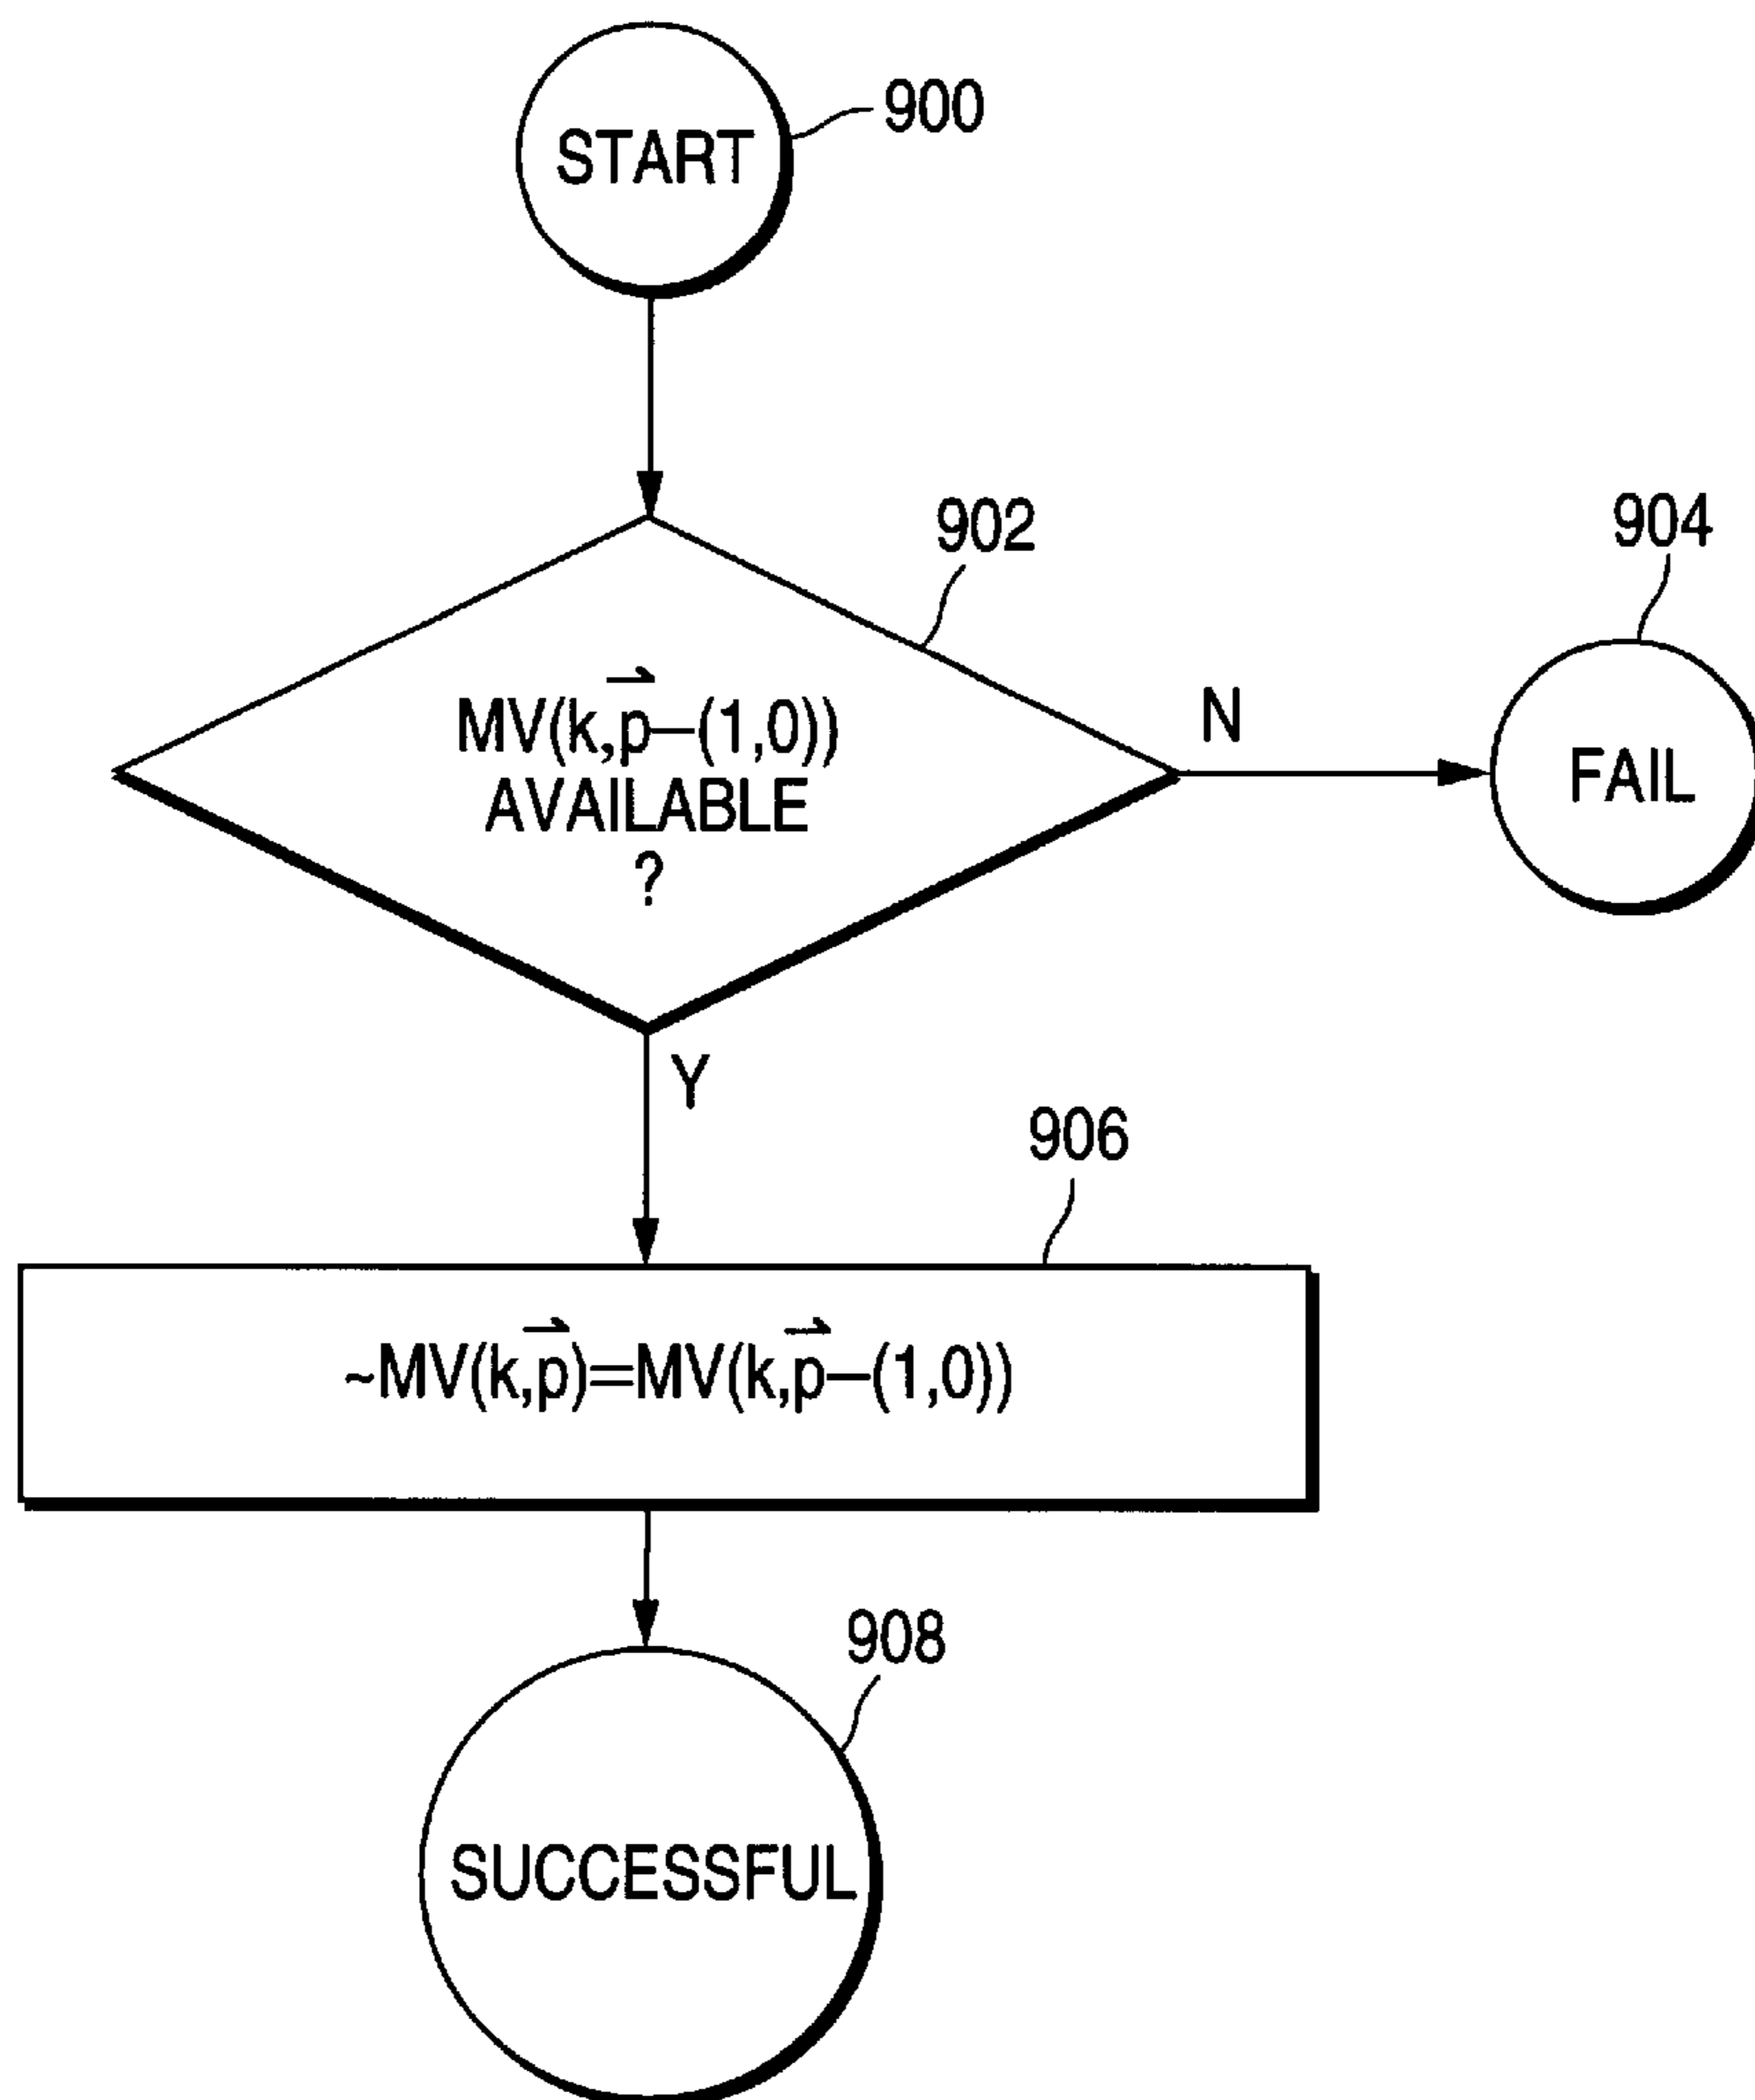 START
900
902
904
MV(k,p⃗—(1,0))
AVAILABLE
?
N
FAIL
Y
906
~MV(k,p⃗)=MV(k,p⃗—(1,0))
908
SUCCESSFUL